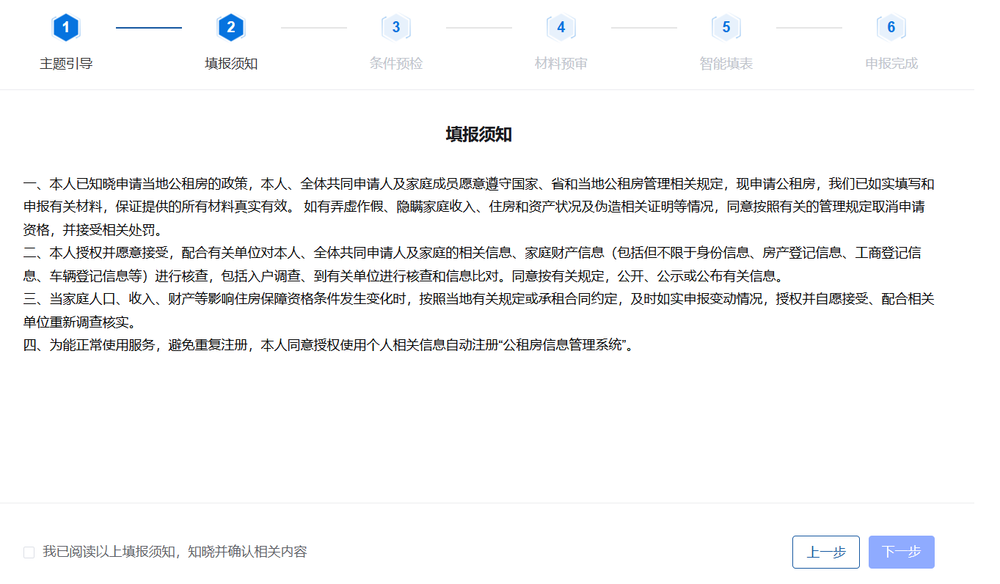 1 2 3 4 5 6
主题引导 填报须知 条件预检 材料预审 智能填表 申报完成
填报须知
一、本人已知晓申请当地公租房的政策，本人、全体共同申请人及家庭成员愿意遵守国家、省和当地公租房管理相关规定，现申请公租房，我们已如实填写和
申报有关材料，保证提供的所有材料真实有效。 如有弄虚作假、隐瞒家庭收入、住房和资产状况及伪造相关证明等情况，同意按照有关的管理规定取消申请
资格，并接受相关处罚。
二、本人授权并愿意接受，配合有关单位对本人、全体共同申请人及家庭的相关信息、家庭财产信息（包括但不限于身份信息、房产登记信息、工商登记信
息、车辆登记信息等）进行核查，包括入户调查、到有关单位进行核查和信息比对。同意按有关规定，公开、公示或公布有关信息。
三、当家庭人口、收入、财产等影响住房保障资格条件发生变化时，按照当地有关规定或承租合同约定，及时如实申报变动情况，授权并自愿接受、配合相关
单位重新调查核实。
四、为能正常使用服务，避免重复注册，本人同意授权使用个人相关信息自动注册“公租房信息管理系统”。
我已阅读以上填报须知，知晓并确认相关内容 上一步 下一步